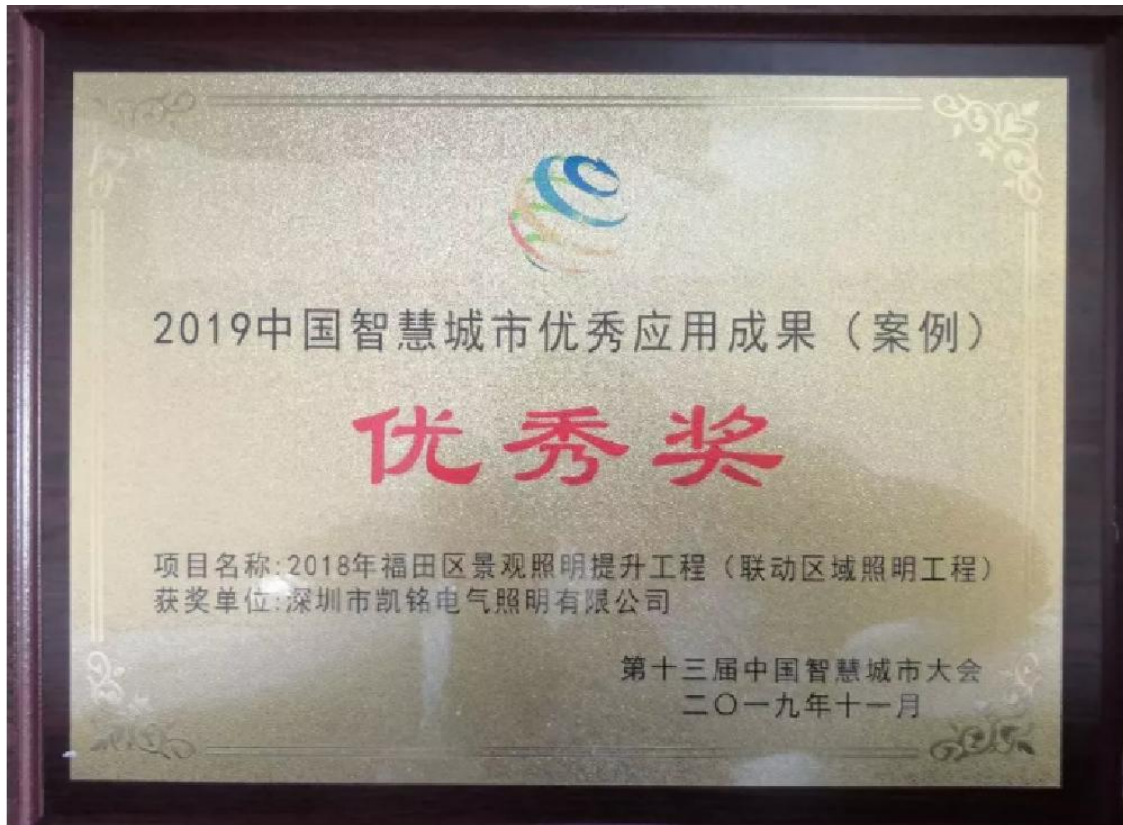 2019中国智慧城市优秀应用成果（案例）
优秀奖
项目名称:2018年福田区景观照明提升工程（联动区域照明工程）
获奖单位:深圳市凯铭电气照明有限公司
第十三届中国智慧城市大会
二〇一九年十一月